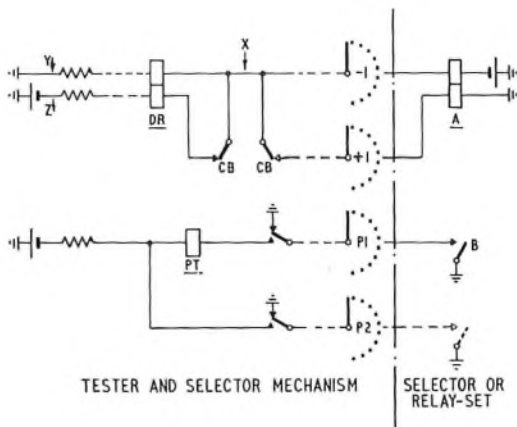 X
Y
Z
DR
CB
CB
-1
+1
A
PT
P1
P2
B
TESTER AND SELECTOR MECHANISM
SELECTOR OR
RELAY-SET